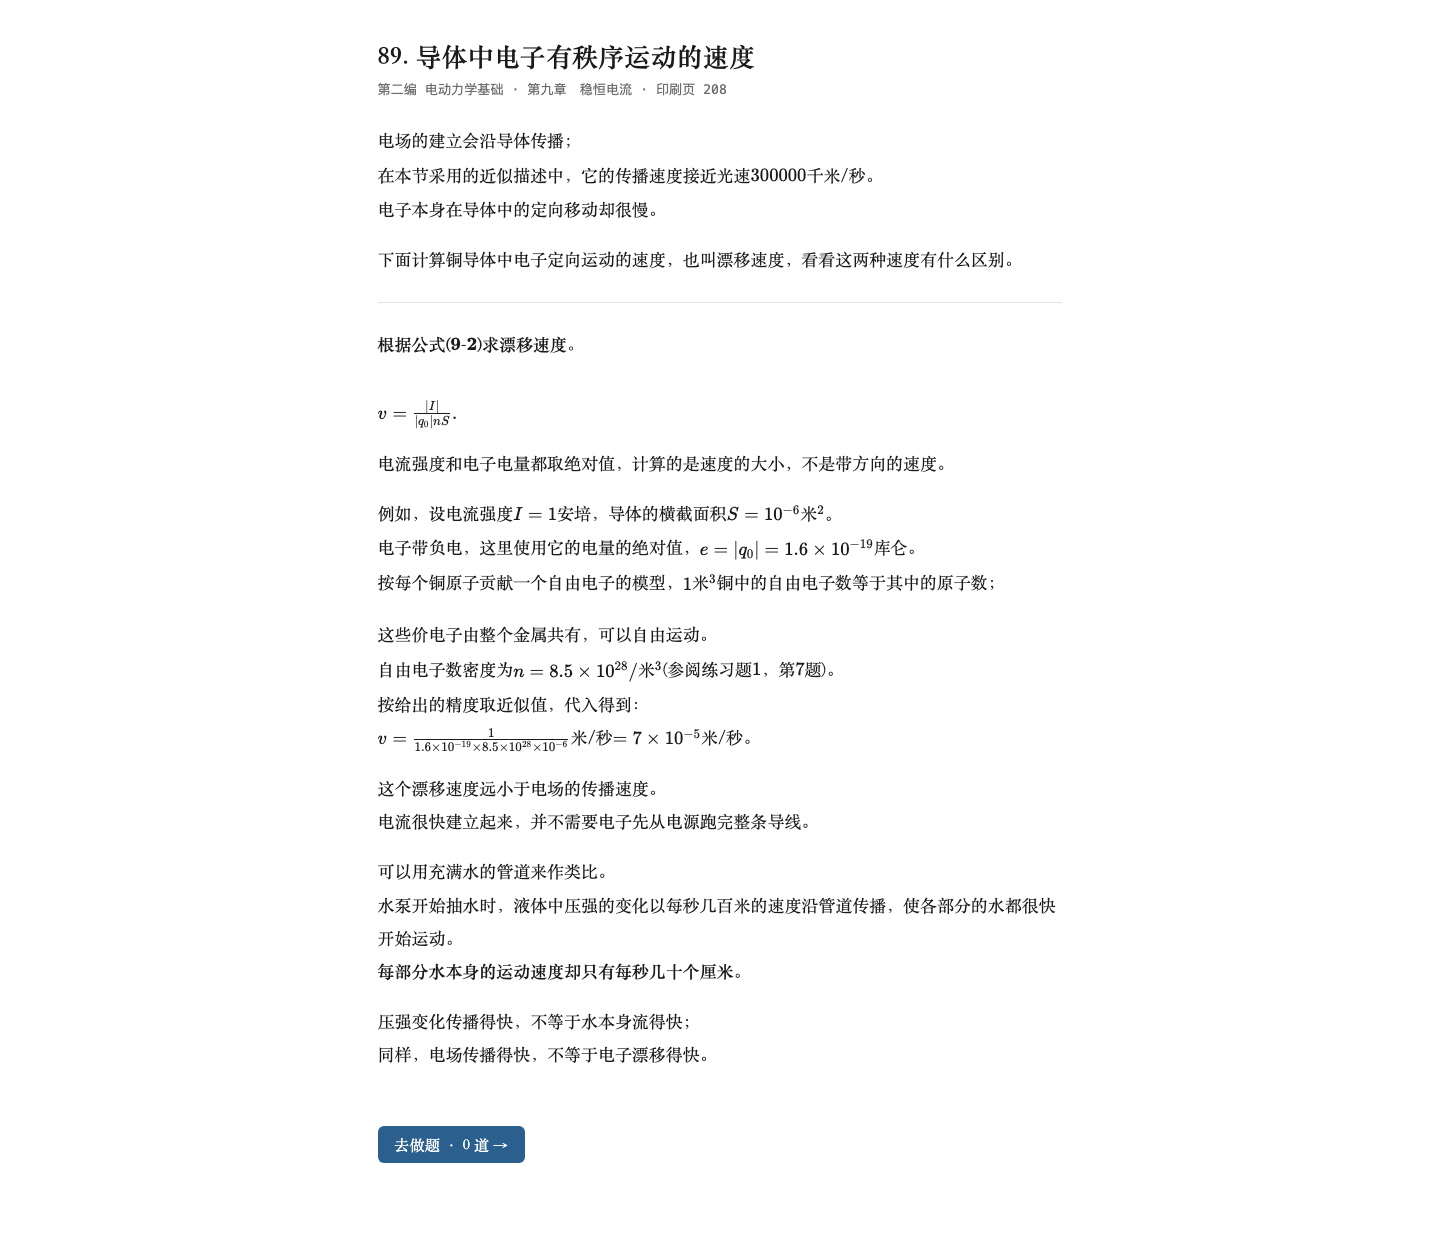 89. 导体中电子有秩序运动的速度
第二编 电动力学基础 · 第九章 稳恒电流 · 印刷页 208
电场的建立会沿导体传播；
在本节采用的近似描述中，它的传播速度接近光速300000千米/秒。
电子本身在导体中的定向移动却很慢。
下面计算铜导体中电子定向运动的速度，也叫漂移速度，看看这两种速度有什么区别。
根据公式(9-2)求漂移速度。
v = |I| / (|q₀|nS).
电流强度和电子电量都取绝对值，计算的是速度的大小，不是带方向的速度。
例如，设电流强度I = 1安培，导体的横截面积S = 10⁻⁶米²。
电子带负电，这里使用它的电量的绝对值，e = |q₀| = 1.6 × 10⁻¹⁹库仑。
按每个铜原子贡献一个自由电子的模型，1米³铜中的自由电子数等于其中的原子数；
这些价电子由整个金属共有，可以自由运动。
自由电子数密度为n = 8.5 × 10²⁸/米³(参阅练习题1，第7题)。
按给出的精度取近似值，代入得到：
v = 1 / (1.6×10⁻¹⁹×8.5×10²⁸×10⁻⁶) 米/秒= 7 × 10⁻⁵米/秒。
这个漂移速度远小于电场的传播速度。
电流很快建立起来，并不需要电子先从电源跑完整条导线。
可以用充满水的管道来作类比。
水泵开始抽水时，液体中压强的变化以每秒几百米的速度沿管道传播，使各部分的水都很快
开始运动。
每部分水本身的运动速度却只有每秒几十个厘米。
压强变化传播得快，不等于水本身流得快；
同样，电场传播得快，不等于电子漂移得快。
去做题 · 0 道 →